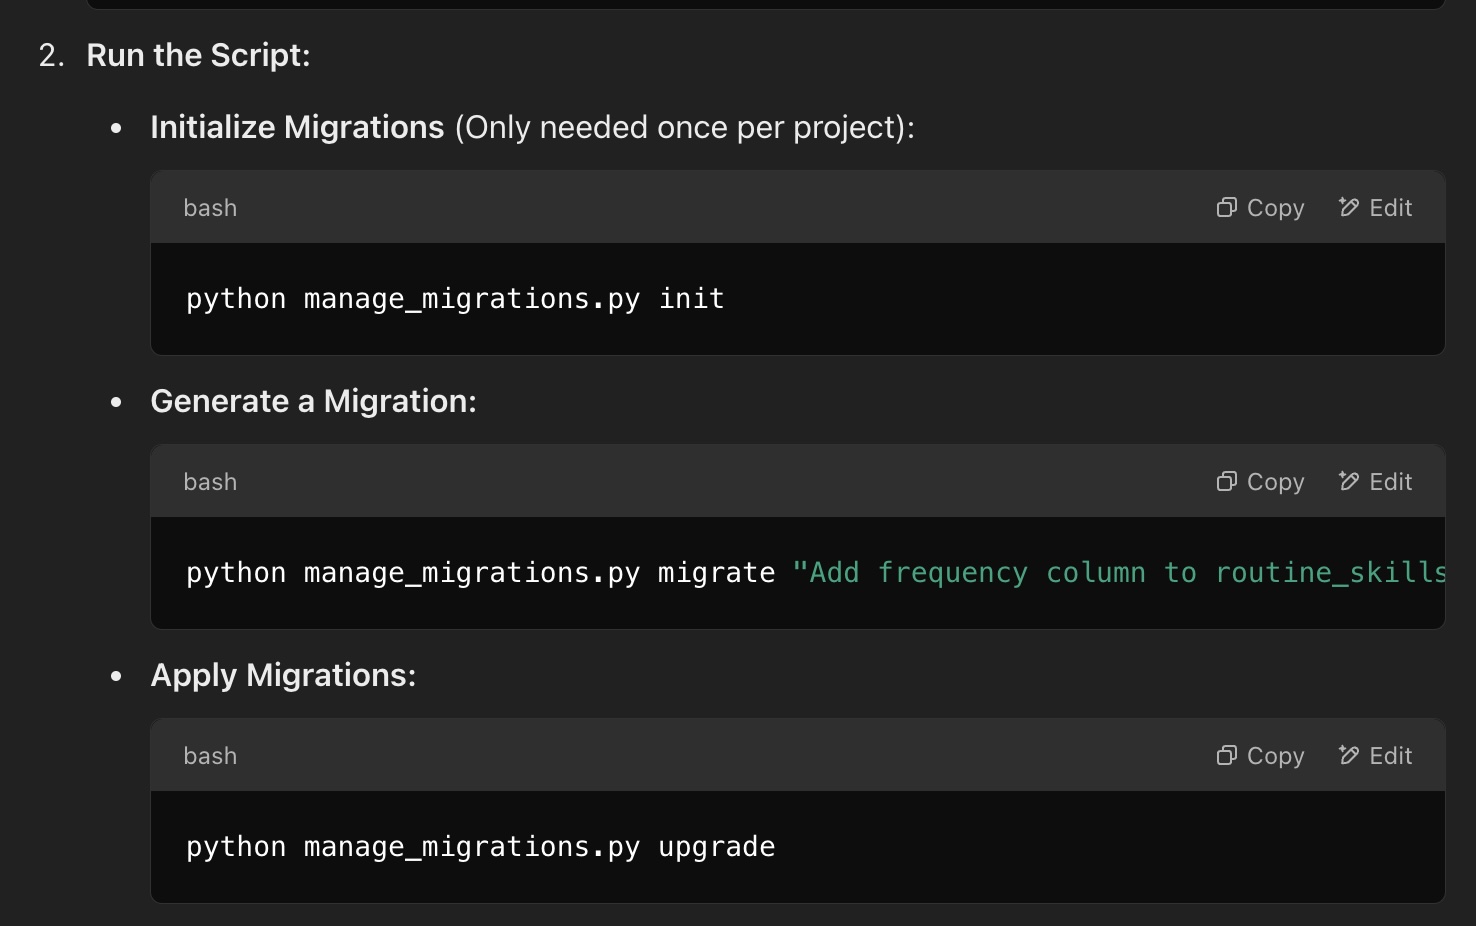 2. Run the Script:
• Initialize Migrations (Only needed once per project):
bash Copy Edit
python manage_migrations.py init
• Generate a Migration:
bash Copy Edit
python manage_migrations.py migrate "Add frequency column to routine_skills
• Apply Migrations:
bash Copy Edit
python manage_migrations.py upgrade